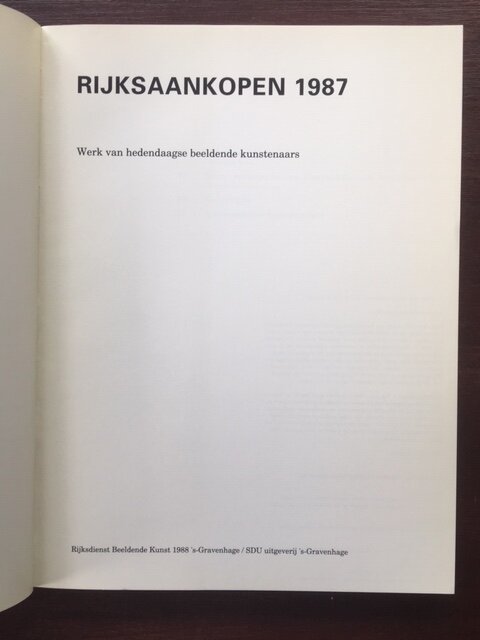 RIJKSAANKOPEN 1987
Werk van hedendaagse beeldende kunstenaars
Rijksdienst Beeldende Kunst 1988 's-Gravenhage / SDU uitgeverij 's-Gravenhage